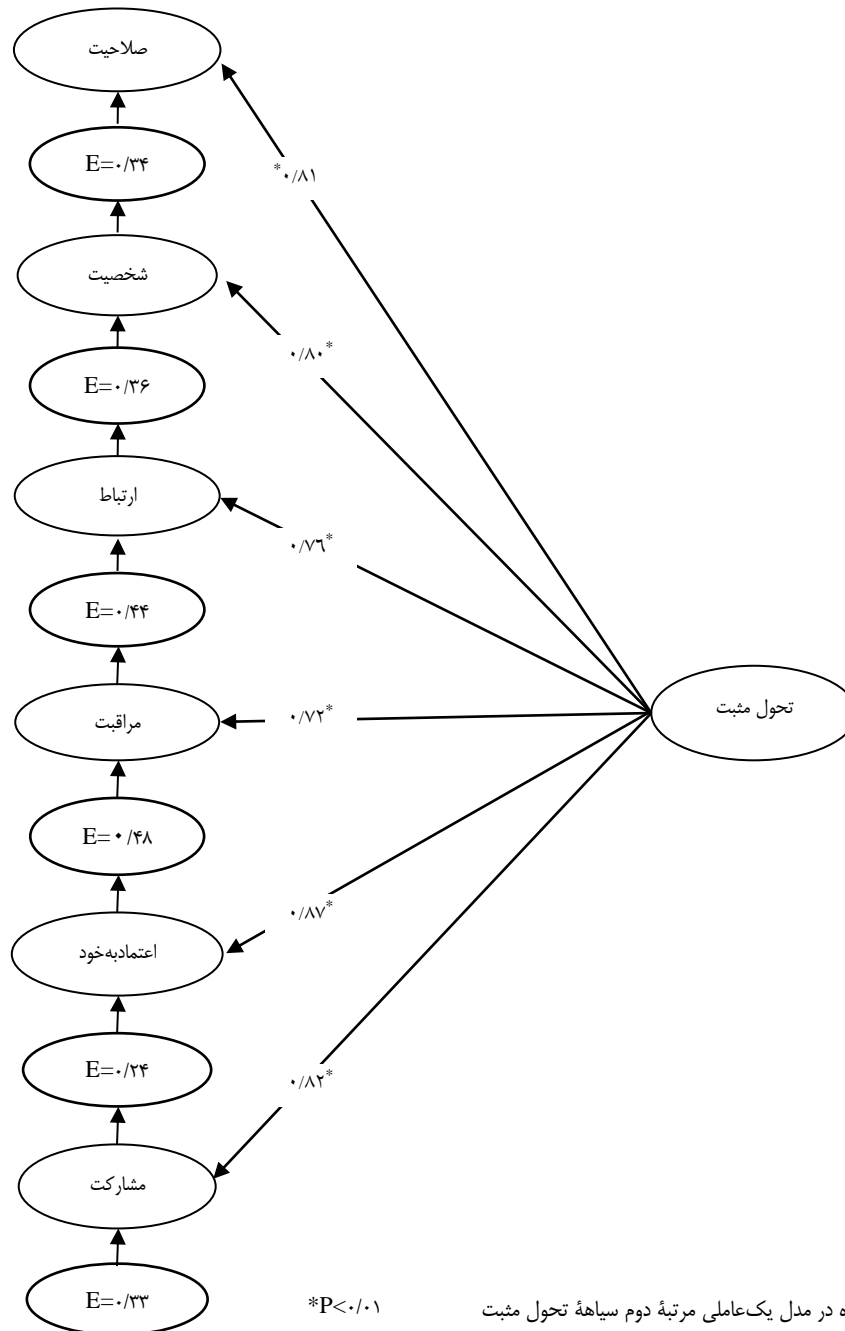 صلاحیت
E=۰/۳۴
*۰/۸۱
شخصیت
۰/۸۰*
E=۰/۳۶
ارتباط
۰/۷٦*
E=۰/۴۴
مراقبت
۰/۷۲*
تحول مثبت
E=۰/۴۸
اعتمادبه‌خود
۰/۸۷*
E=۰/۲۴
۰/۸۲*
مشارکت
E=۰/۳۳
*P<۰/۰۱
ه در مدل یک‌عاملی مرتبهٔ دوم سیاههٔ تحول مثبت